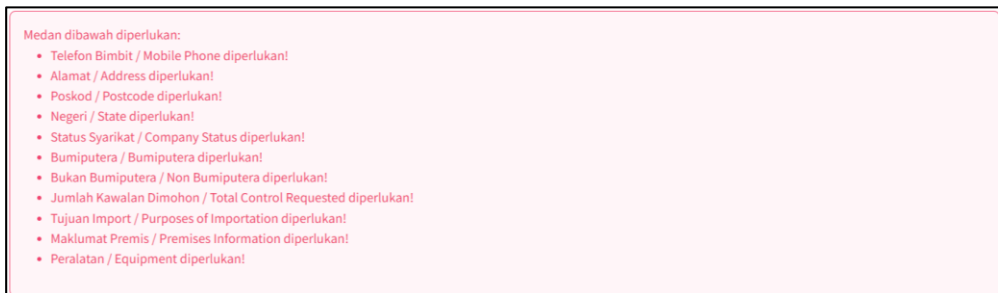 Medan dibawah diperlukan:
• Telefon Bimbit / Mobile Phone diperlukan!
• Alamat / Address diperlukan!
• Poskod / Postcode diperlukan!
• Negeri / State diperlukan!
• Status Syarikat / Company Status diperlukan!
• Bumiputera / Bumiputera diperlukan!
• Bukan Bumiputera / Non Bumiputera diperlukan!
• Jumlah Kawalan Dimohon / Total Control Requested diperlukan!
• Tujuan Import / Purposes of Importation diperlukan!
• Maklumat Premis / Premises Information diperlukan!
• Peralatan / Equipment diperlukan!